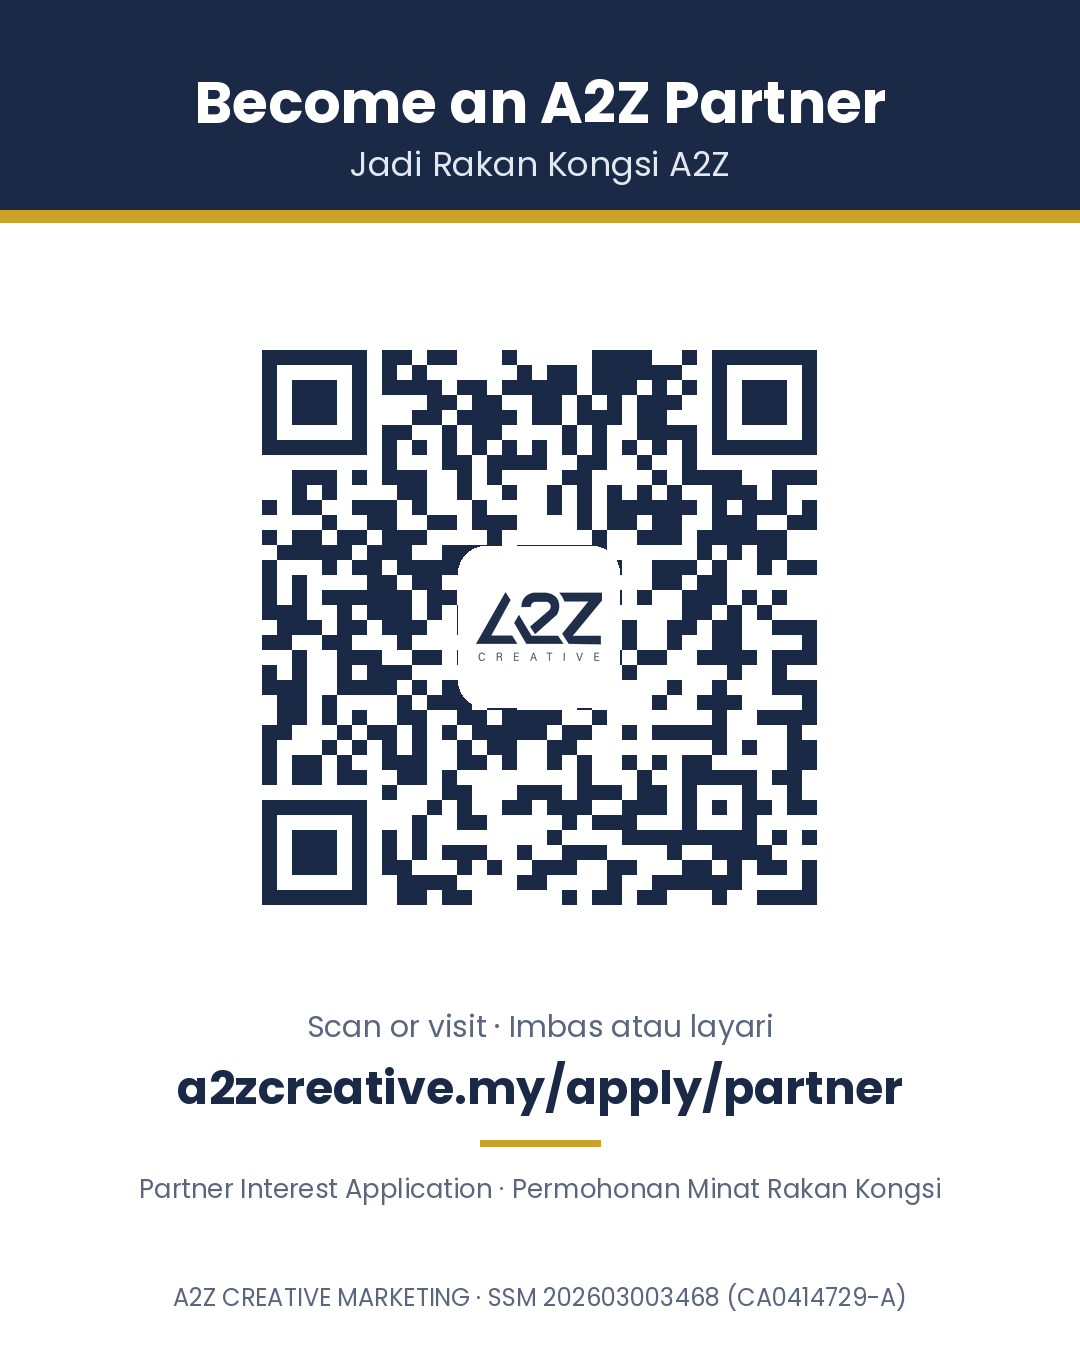 Become an A2Z Partner
Jadi Rakan Kongsi A2Z
A2Z
CREATIVE
Scan or visit · Imbas atau layari
a2zcreative.my/apply/partner
Partner Interest Application · Permohonan Minat Rakan Kongsi
A2Z CREATIVE MARKETING · SSM 202603003468 (CA0414729-A)